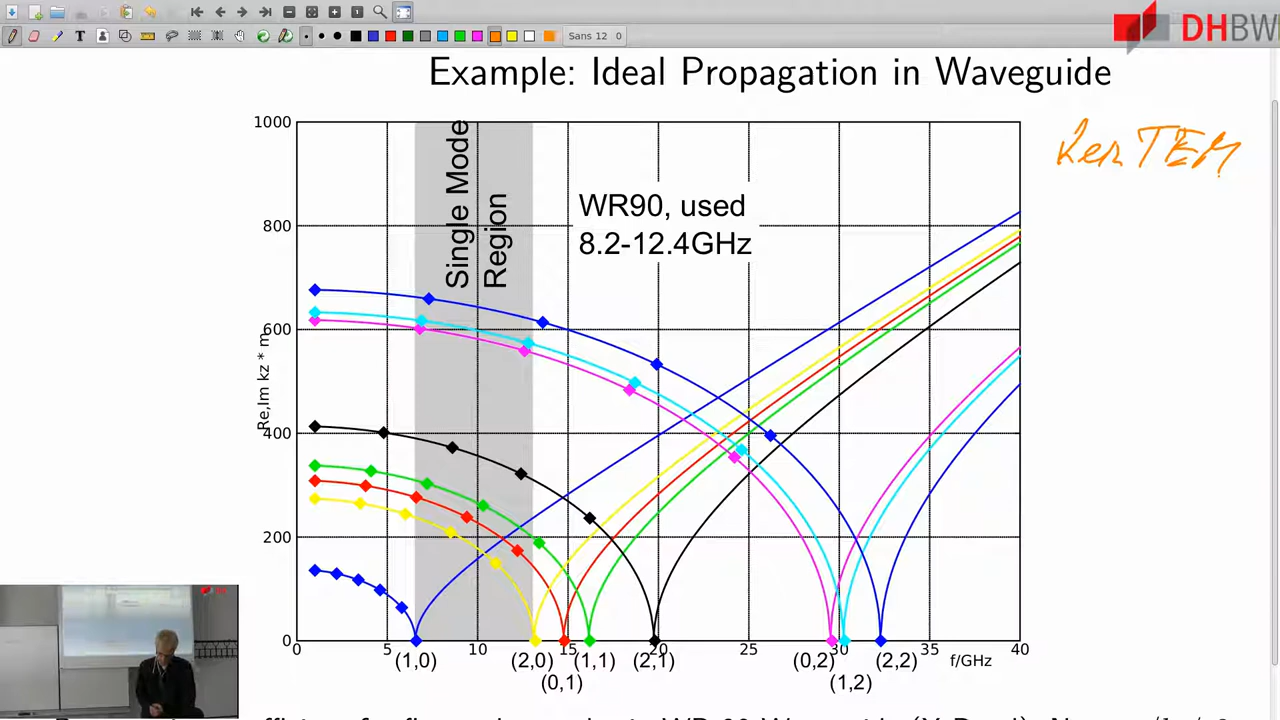 Sans 12 0
DHBW
Example: Ideal Propagation in Waveguide
TEM
1000
800
600
400
200
0
Re,Im kz * m
Single Mode
Region
WR90, used
8.2-12.4GHz
5 10 15 20 25 30 35 40
f/GHz
(1,0) (2,0) (1,1) (2,1) (0,2) (2,2)
(0,1) (1,2)